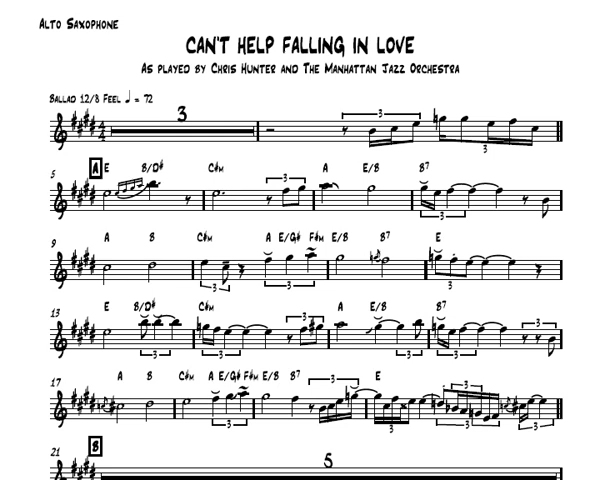 Alto Saxophone
Can't Help Falling in Love
As played by Chris Hunter and The Manhattan Jazz Orchestra
Ballad 12/8 Feel ♩ = 72
3
3
3
5 A E B/D# C#m A E/B B7
3
3
9 A B C#m A E/G# F#m E/B B7 E
3
3
3
13 E B/D# C#m A E/B B7
3
3
3
3
17 A B C#m A E/G# F#m E/B B7 E
3
3
3
3
3
21 B
5